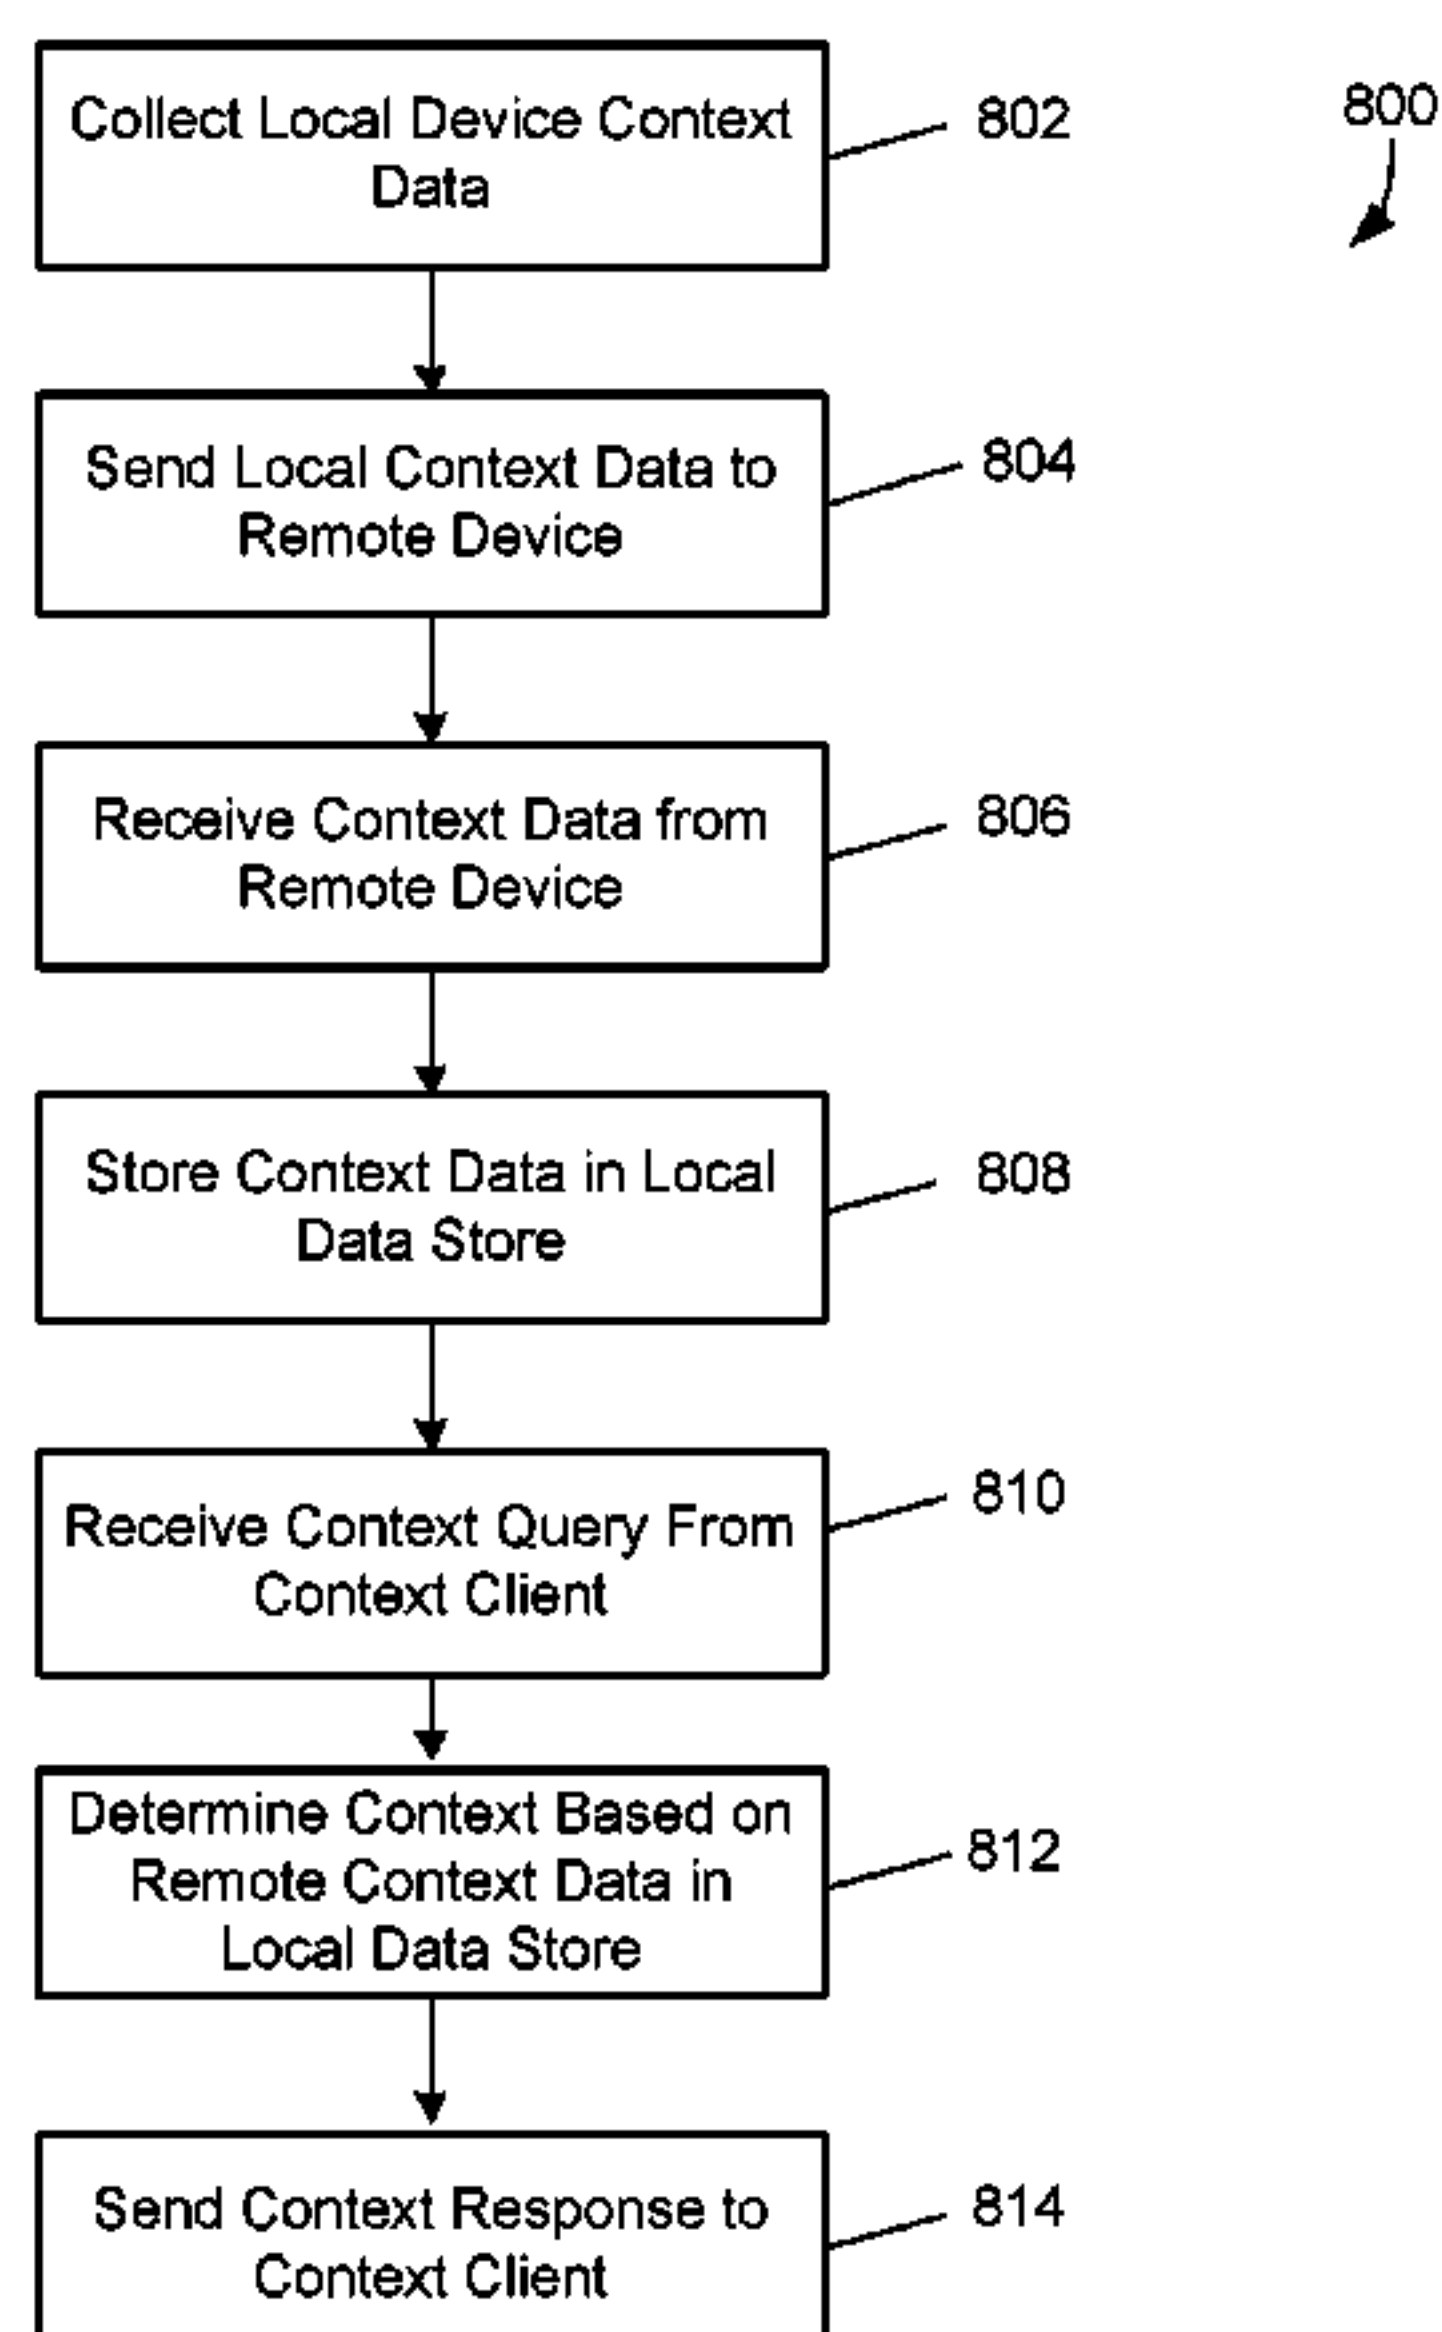 Collect Local Device Context
Data
802
800
Send Local Context Data to
Remote Device
804
Receive Context Data from
Remote Device
806
Store Context Data in Local
Data Store
808
Receive Context Query From
Context Client
810
Determine Context Based on
Remote Context Data in
Local Data Store
812
Send Context Response to
Context Client
814